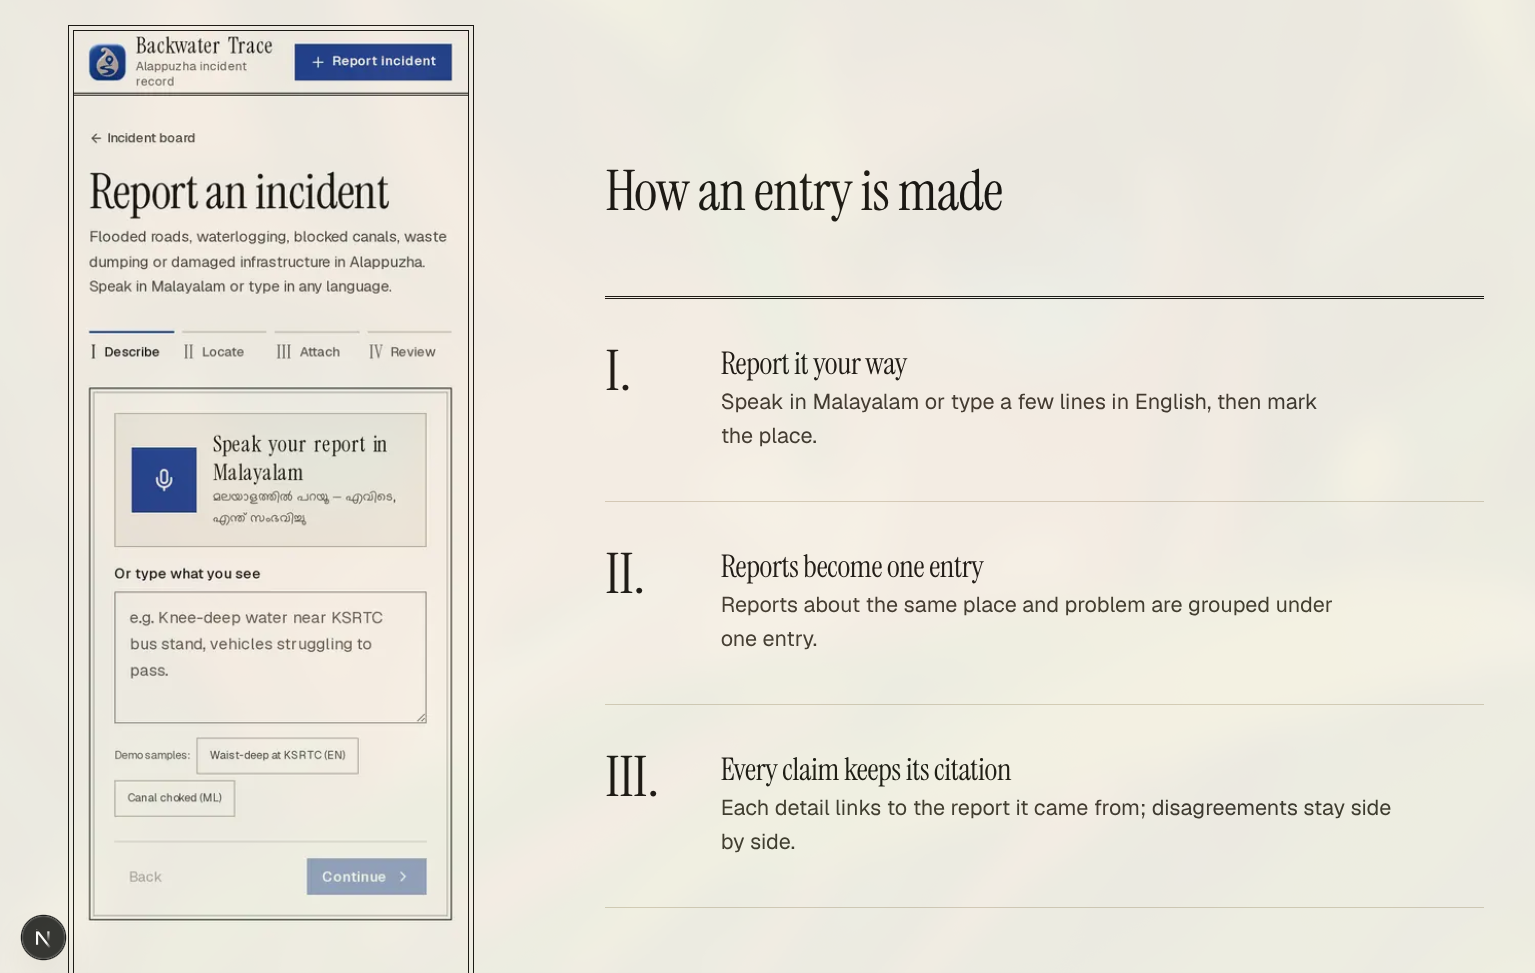 Backwater Trace
Alappuzha incident
record
Report incident
Incident board
Report an incident
Flooded roads, waterlogging, blocked canals, waste
dumping or damaged infrastructure in Alappuzha.
Speak in Malayalam or type in any language.
I Describe
II Locate
III Attach
IV Review
Speak your report in
Malayalam
മലയാളത്തിൽ പറയൂ — എവിടെ,
എന്ത് സംഭവിച്ചു
Or type what you see
e.g. Knee-deep water near KSRTC
bus stand, vehicles struggling to
pass.
Demo samples:
Waist-deep at KSRTC (EN)
Canal choked (ML)
Back
Continue
N
How an entry is made
I.
Report it your way
Speak in Malayalam or type a few lines in English, then mark
the place.
II.
Reports become one entry
Reports about the same place and problem are grouped under
one entry.
III.
Every claim keeps its citation
Each detail links to the report it came from; disagreements stay side
by side.